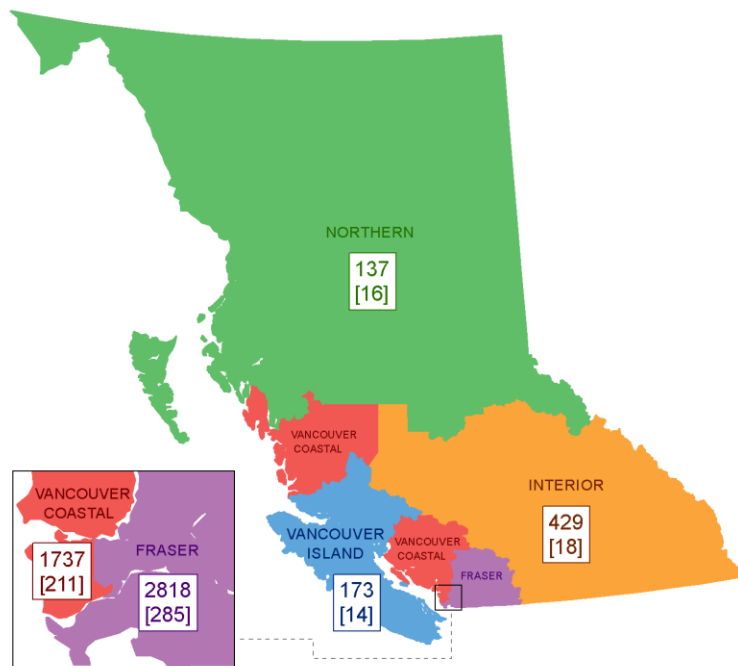 NORTHERN
137
[16]
VANCOUVER
COASTAL
INTERIOR
429
[18]
VANCOUVER
ISLAND
173
[14]
VANCOUVER
COASTAL
FRASER
VANCOUVER
COASTAL
1737
[211]
FRASER
2818
[285]